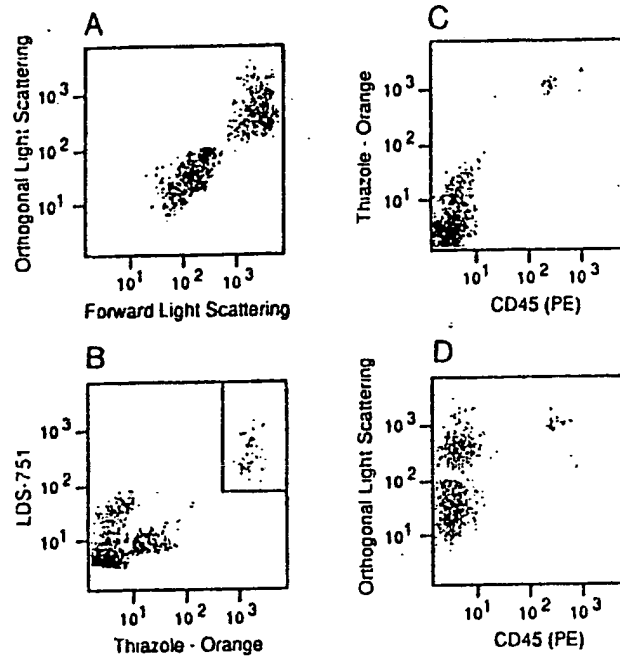 A
Orthogonal Light Scattering
10³
10²
10¹
10¹ 10² 10³
Forward Light Scattering
B
LDS-751
10³
10²
10¹
10¹ 10² 10³
Thiazole - Orange
C
Thiazole - Orange
10³
10²
10¹
10¹ 10² 10³
CD45 (PE)
D
Orthogonal Light Scattering
10³
10²
10¹
10¹ 10² 10³
CD45 (PE)